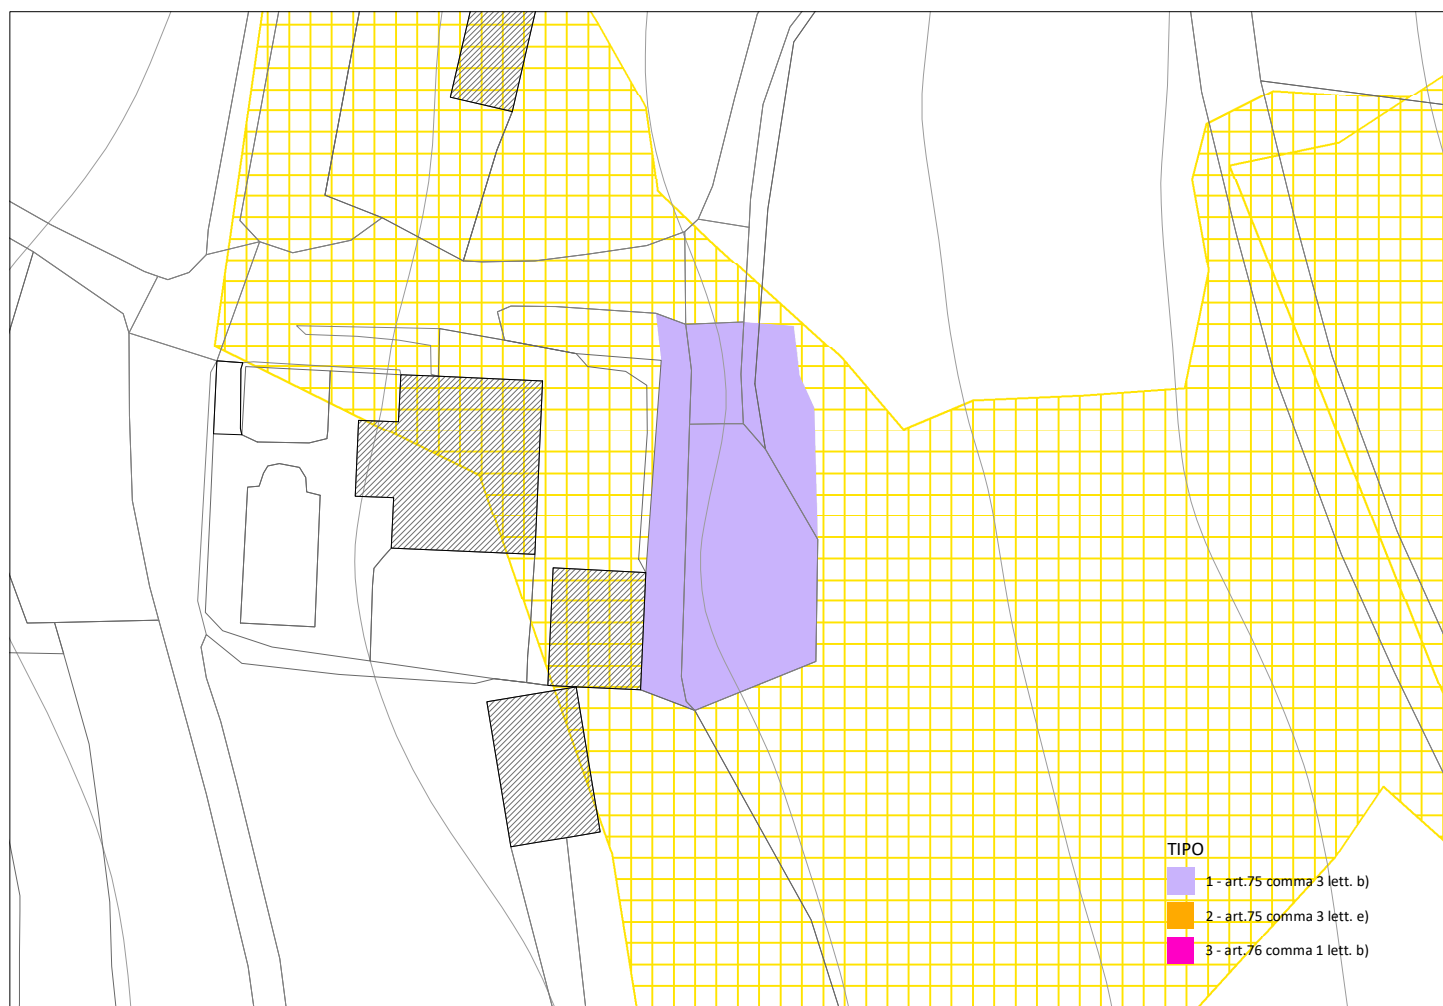 TIPO
1 - art.75 comma 3 lett. b)
2 - art.75 comma 3 lett. e)
3 - art.76 comma 1 lett. b)